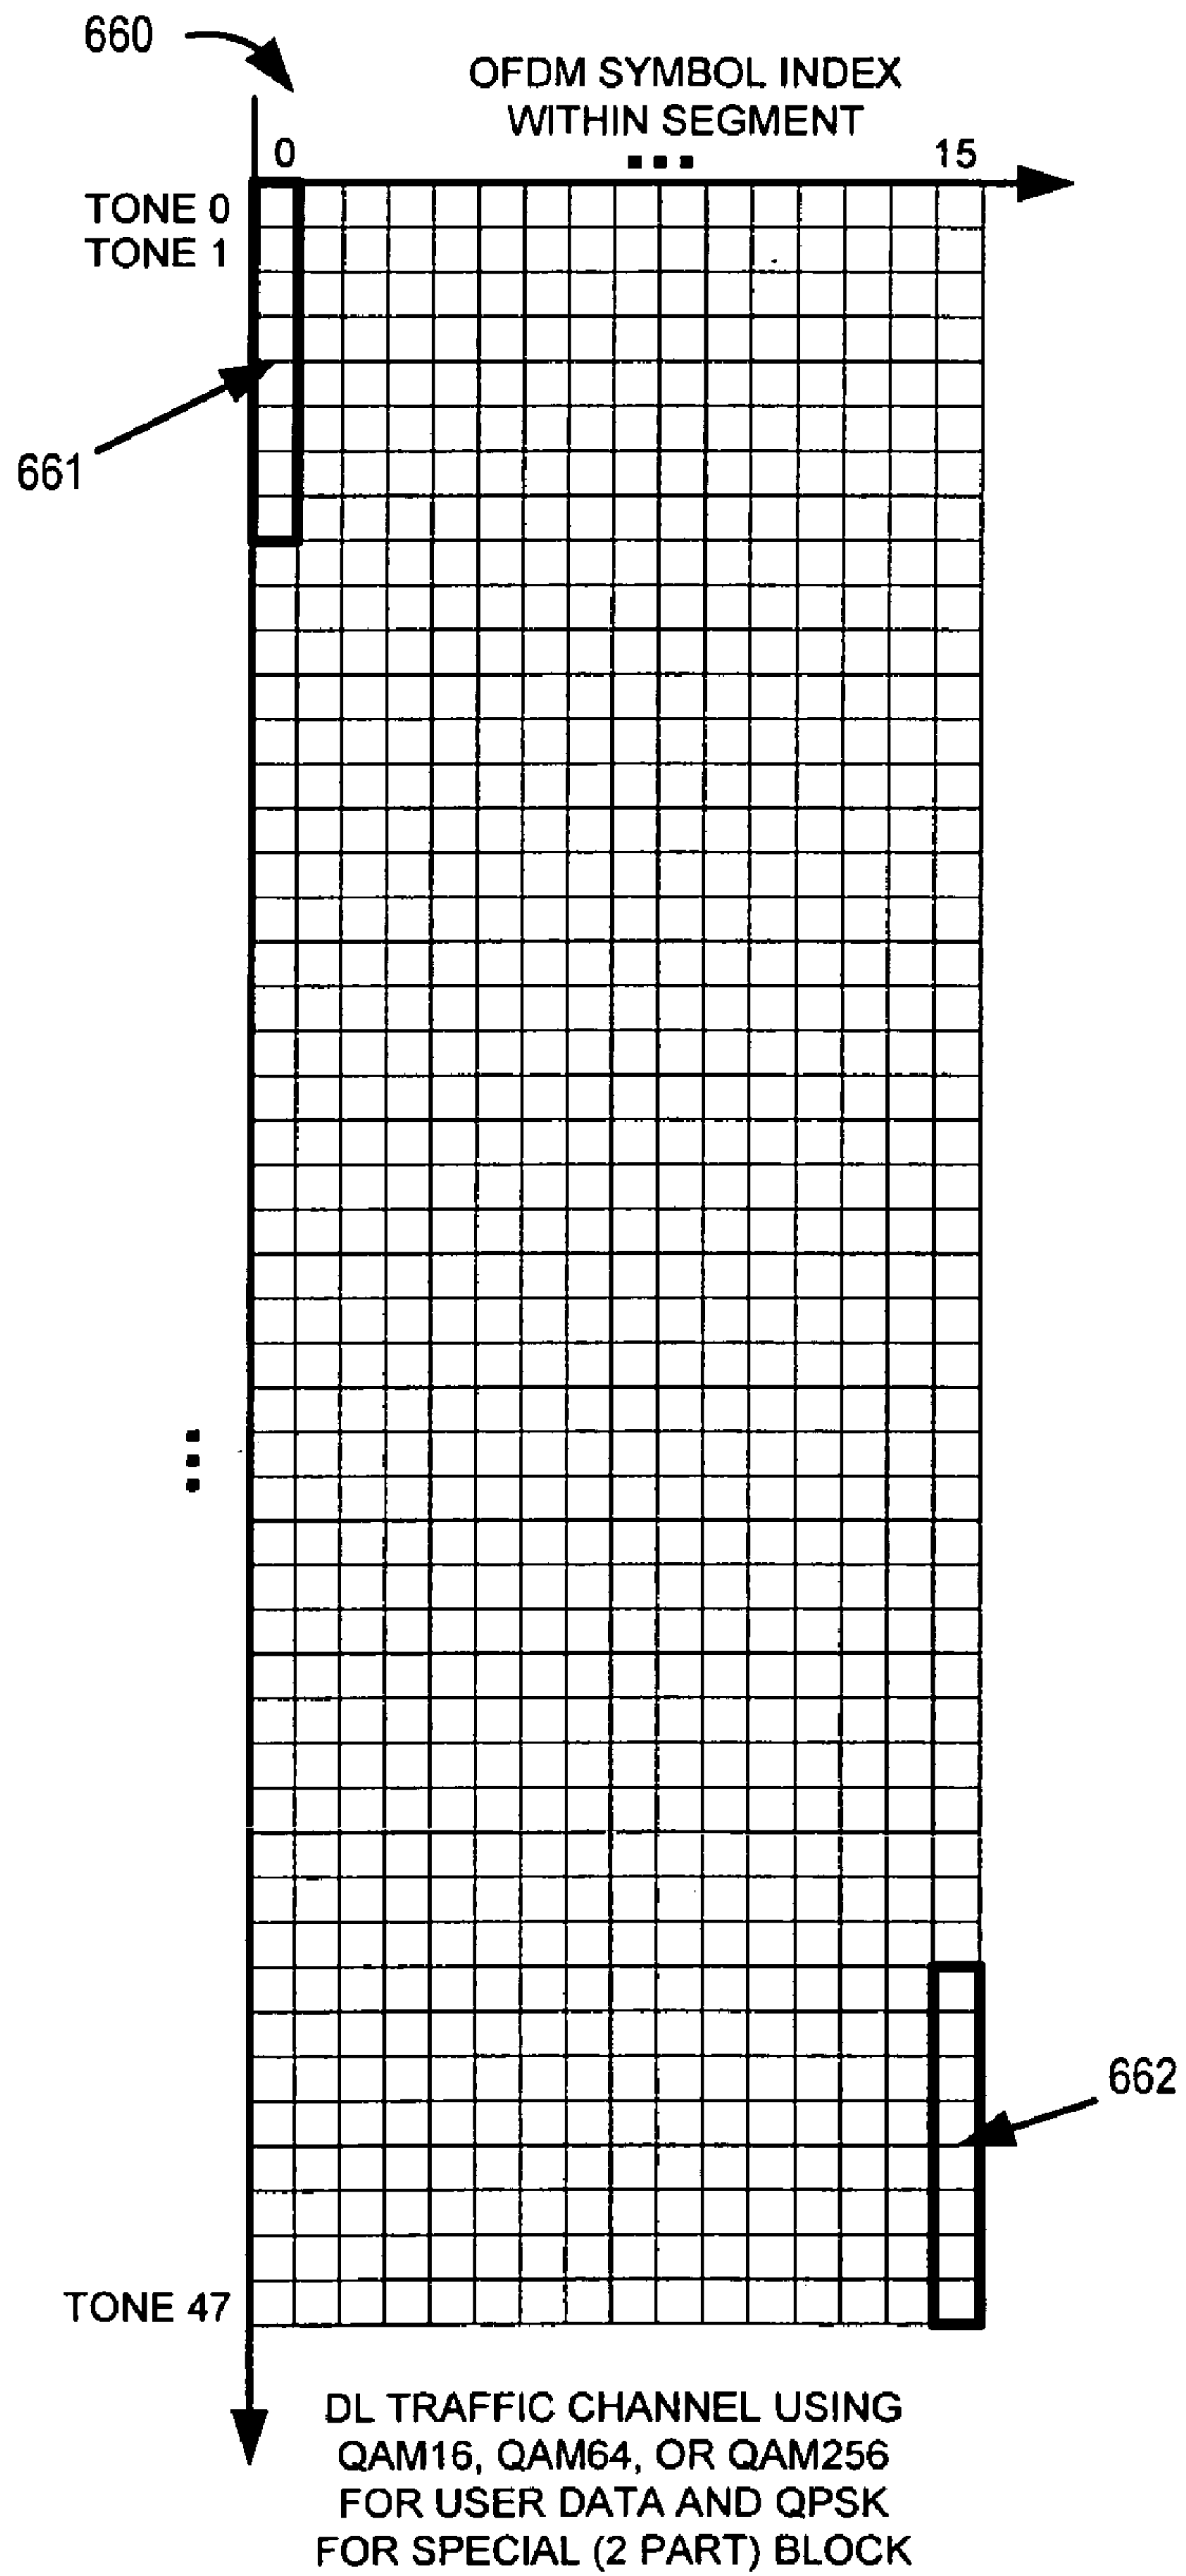 660
OFDM SYMBOL INDEX
WITHIN SEGMENT
0 ... 15
TONE 0
TONE 1
661
...
662
TONE 47
DL TRAFFIC CHANNEL USING
QAM16, QAM64, OR QAM256
FOR USER DATA AND QPSK
FOR SPECIAL (2 PART) BLOCK